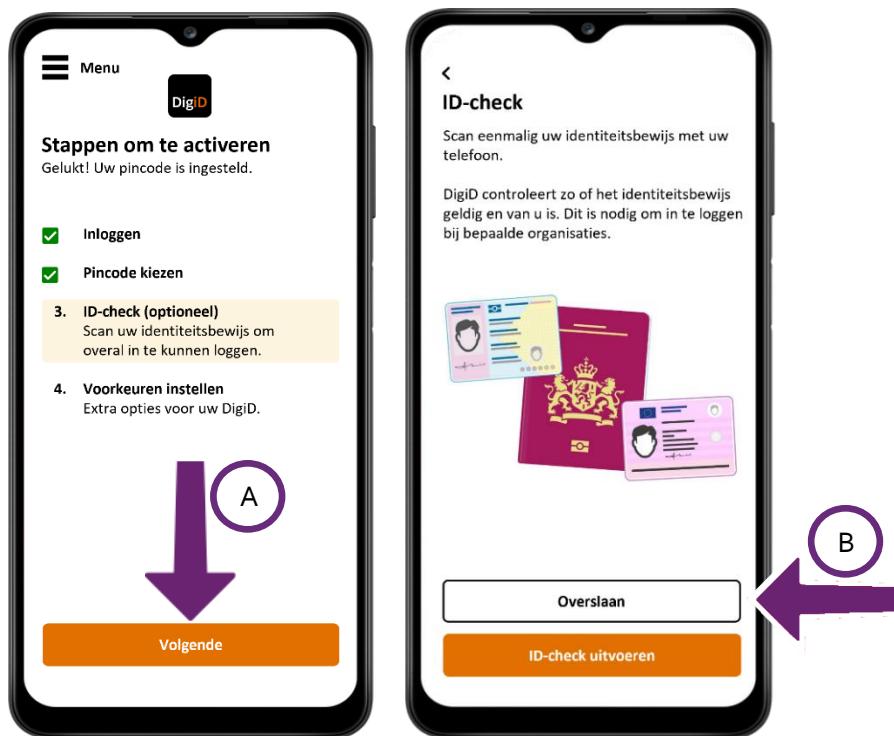 Menu
DigiD
Stappen om te activeren
Gelukt! Uw pincode is ingesteld.
Inloggen
Pincode kiezen
3. ID-check (optioneel)
Scan uw identiteitsbewijs om
overal in te kunnen loggen.
4. Voorkeuren instellen
Extra opties voor uw DigiD.
A
Volgende
ID-check
Scan eenmalig uw identiteitsbewijs met uw
telefoon.
DigiD controleert zo of het identiteitsbewijs
geldig en van u is. Dit is nodig om in te loggen
bij bepaalde organisaties.
B
Overslaan
ID-check uitvoeren